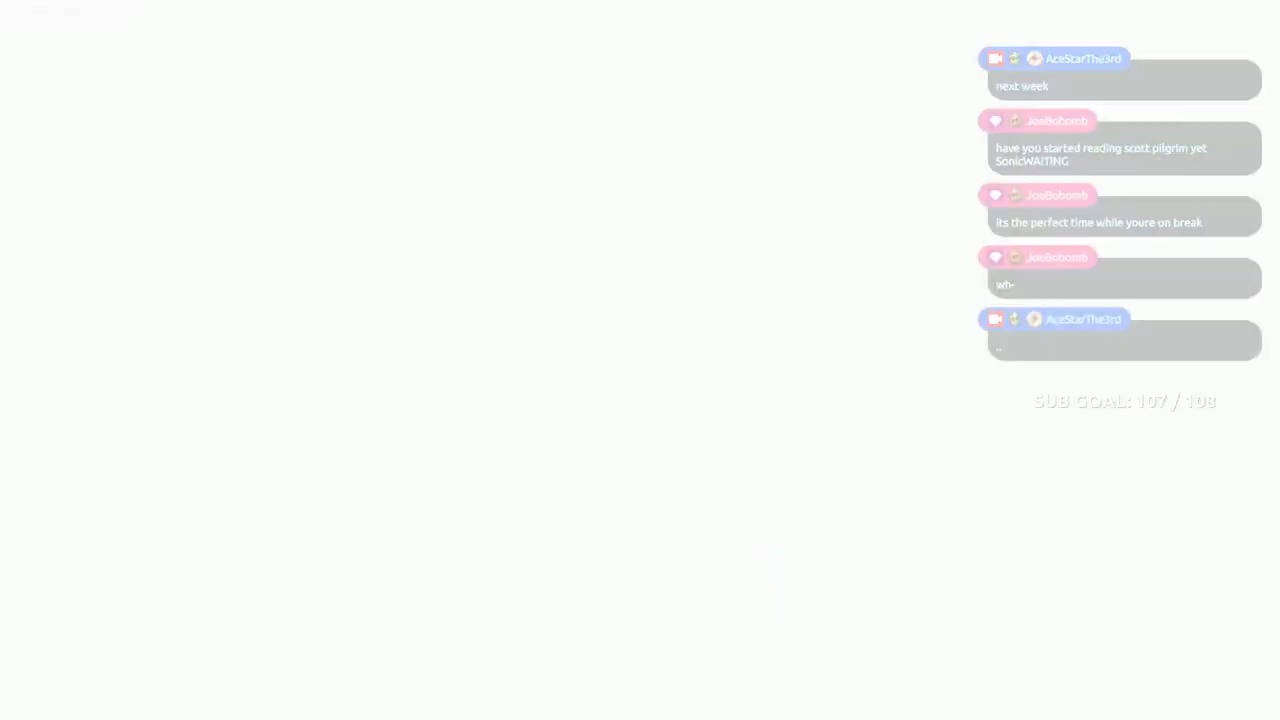 AceStarThe3rd
next week
JoeBobomb
have you started reading scott pilgrim yet
SonicWAITING
JoeBobomb
its the perfect time while youre on break
JoeBobomb
wh-
AceStarThe3rd
..
SUB GOAL: 107 / 108